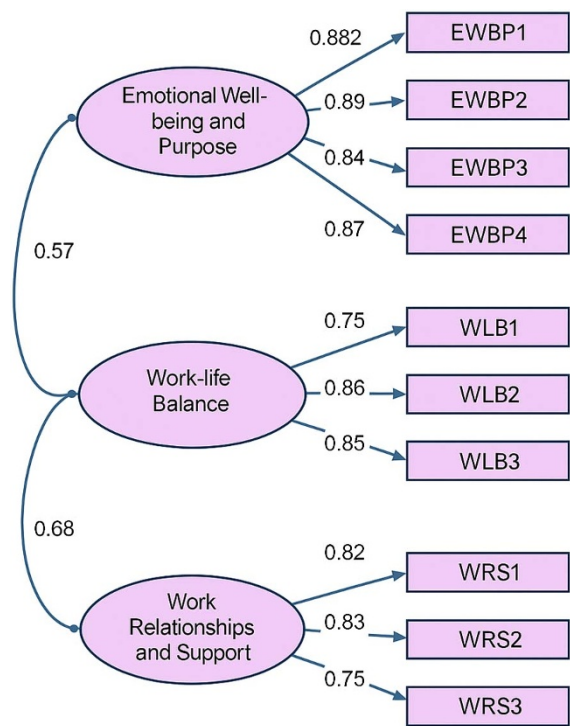 0.882
EWBP1
Emotional Well-
being and
Purpose
0.89
EWBP2
0.84
EWBP3
0.87
EWBP4
0.57
0.75
WLB1
Work-life
Balance
0.86
WLB2
0.85
WLB3
0.68
0.82
WRS1
Work
Relationships
and Support
0.83
WRS2
0.75
WRS3